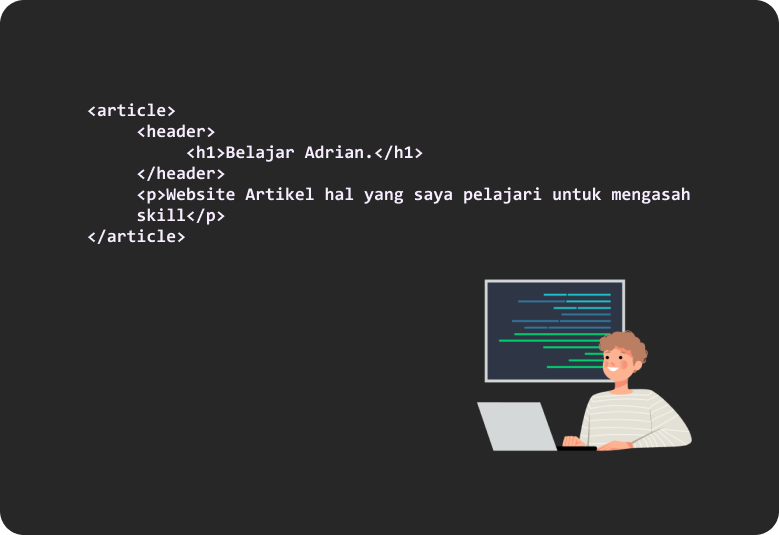 <article>
<header>
<h1>Belajar Adrian.</h1>
</header>
<p>Website Artikel hal yang saya pelajari untuk mengasah
skill</p>
</article>